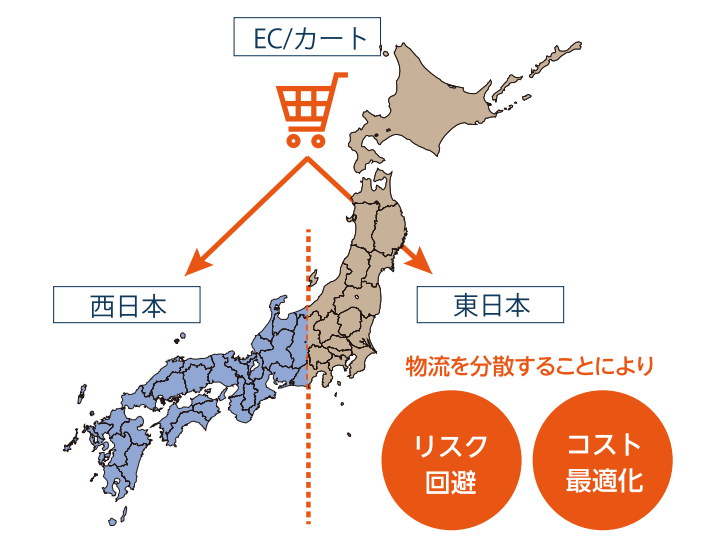 EC/カート
西日本
東日本
物流を分散することにより
リスク
回避
コスト
最適化